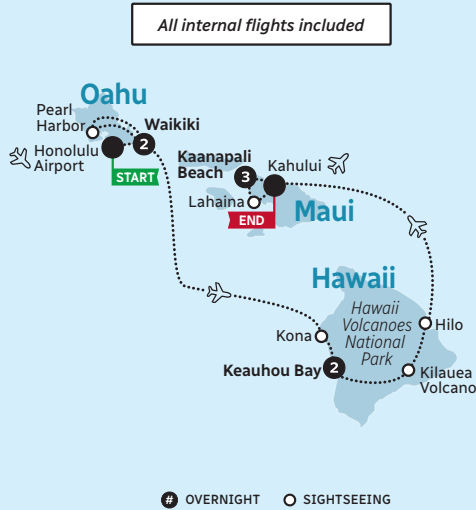 All internal flights included
Oahu
Pearl
Harbor
Waikiki
2
Honolulu
Airport
START
Kaanapali
Beach
3
Kahului
Lahaina
END
Maui
Hawaii
Hawaii
Volcanoes
National
Park
Kona
Hilo
Keauhou Bay
2
Kilauea
Volcano
# OVERNIGHT
SIGHTSEEING